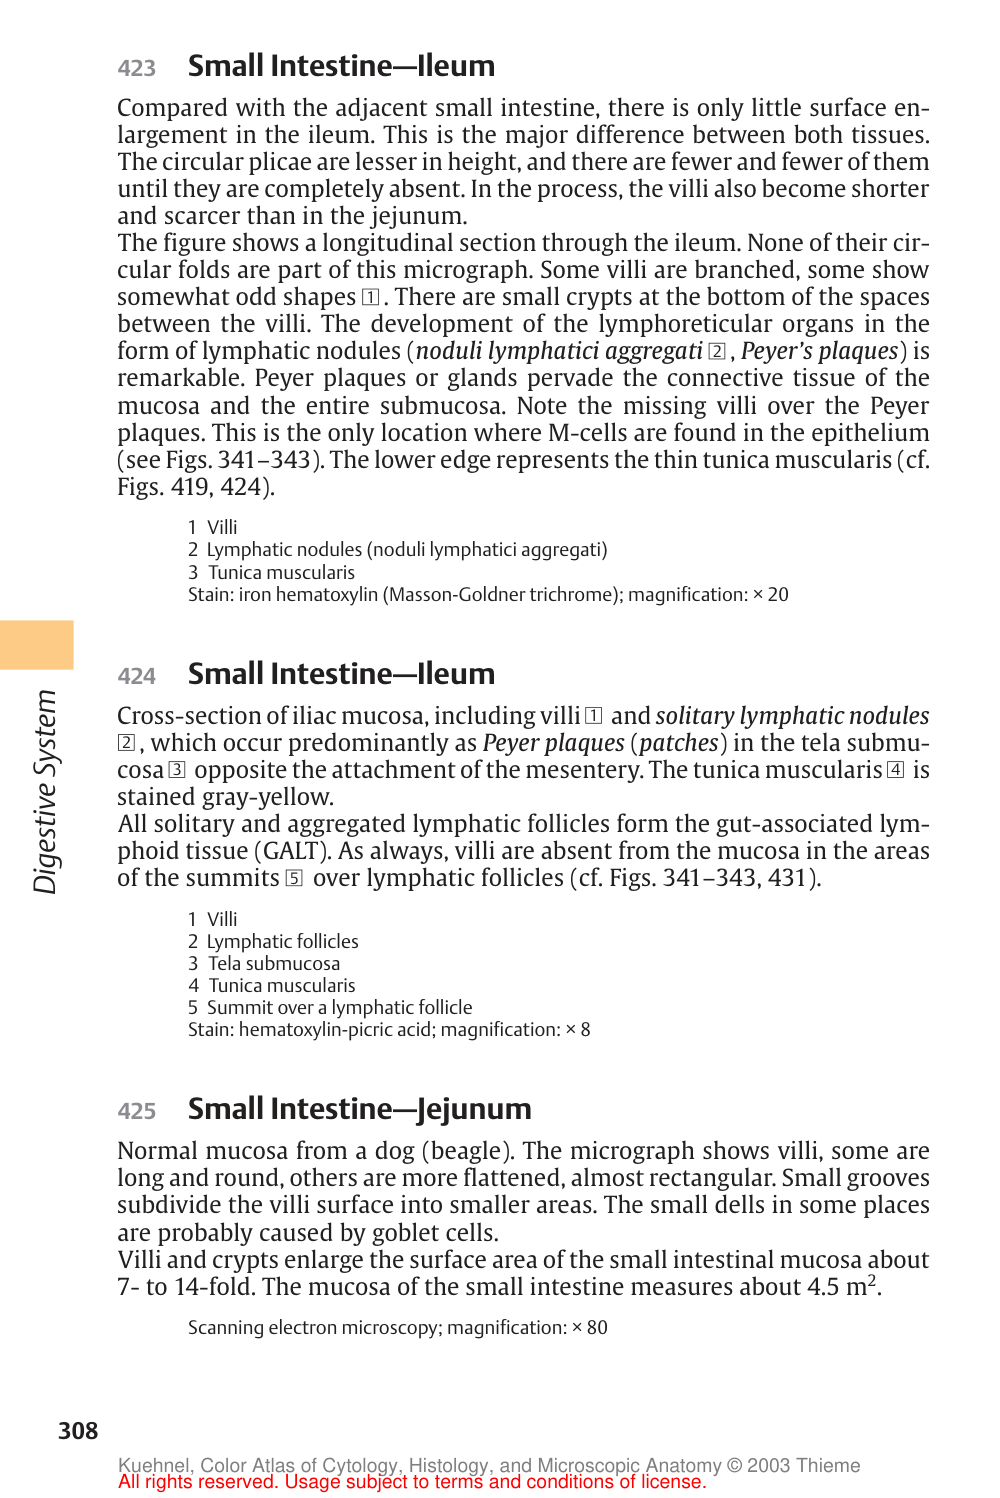 423 Small Intestine—Ileum
Compared with the adjacent small intestine, there is only little surface en-
largement in the ileum. This is the major difference between both tissues.
The circular plicae are lesser in height, and there are fewer and fewer of them
until they are completely absent. In the process, the villi also become shorter
and scarcer than in the jejunum.
The figure shows a longitudinal section through the ileum. None of their cir-
cular folds are part of this micrograph. Some villi are branched, some show
somewhat odd shapes 1. There are small crypts at the bottom of the spaces
between the villi. The development of the lymphoreticular organs in the
form of lymphatic nodules (noduli lymphatici aggregati 2, Peyer’s plaques) is
remarkable. Peyer plaques or glands pervade the connective tissue of the
mucosa and the entire submucosa. Note the missing villi over the Peyer
plaques. This is the only location where M-cells are found in the epithelium
(see Figs. 341–343). The lower edge represents the thin tunica muscularis (cf.
Figs. 419, 424).
1 Villi
2 Lymphatic nodules (noduli lymphatici aggregati)
3 Tunica muscularis
Stain: iron hematoxylin (Masson-Goldner trichrome); magnification: × 20
424 Small Intestine—Ileum
Cross-section of iliac mucosa, including villi 1 and solitary lymphatic nodules
2, which occur predominantly as Peyer plaques (patches) in the tela submu-
cosa 3 opposite the attachment of the mesentery. The tunica muscularis 4 is
stained gray-yellow.
All solitary and aggregated lymphatic follicles form the gut-associated lym-
phoid tissue (GALT). As always, villi are absent from the mucosa in the areas
of the summits 5 over lymphatic follicles (cf. Figs. 341–343, 431).
1 Villi
2 Lymphatic follicles
3 Tela submucosa
4 Tunica muscularis
5 Summit over a lymphatic follicle
Stain: hematoxylin-picric acid; magnification: × 8
425 Small Intestine—Jejunum
Normal mucosa from a dog (beagle). The micrograph shows villi, some are
long and round, others are more flattened, almost rectangular. Small grooves
subdivide the villi surface into smaller areas. The small dells in some places
are probably caused by goblet cells.
Villi and crypts enlarge the surface area of the small intestinal mucosa about
7- to 14-fold. The mucosa of the small intestine measures about 4.5 m².
Scanning electron microscopy; magnification: × 80
Digestive System
308
Kuehnel, Color Atlas of Cytology, Histology, and Microscopic Anatomy © 2003 Thieme
All rights reserved. Usage subject to terms and conditions of license.